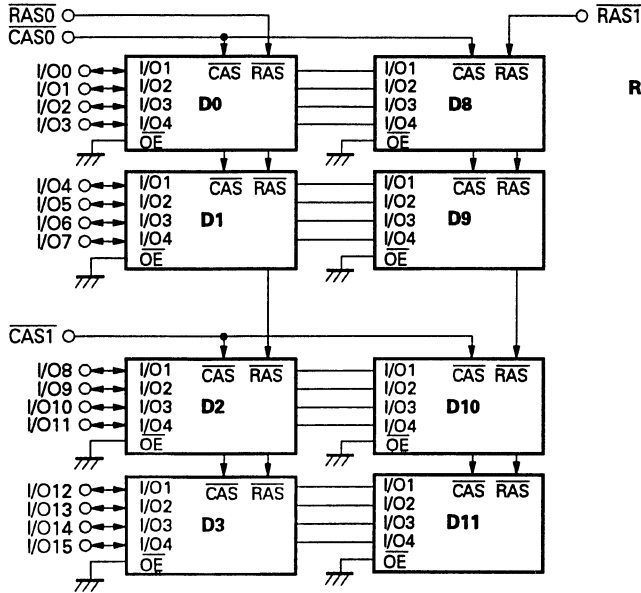 RAS0 RAS1
CAS0
I/O0 I/O1 CAS RAS I/O1 CAS RAS
I/O1 I/O2 I/O2 R
I/O2 I/O3 D0 I/O3 D8
I/O3 I/O4 I/O4
OE OE
I/O4 I/O1 CAS RAS I/O1 CAS RAS
I/O5 I/O2 I/O2
I/O6 I/O3 D1 I/O3 D9
I/O7 I/O4 I/O4
OE OE
CAS1
I/O8 I/O1 CAS RAS I/O1 CAS RAS
I/O9 I/O2 I/O2
I/O10 I/O3 D2 I/O3 D10
I/O11 I/O4 I/O4
OE OE
I/O12 I/O1 CAS RAS I/O1 CAS RAS
I/O13 I/O2 I/O2
I/O14 I/O3 D3 I/O3 D11
I/O15 I/O4 I/O4
OE OE